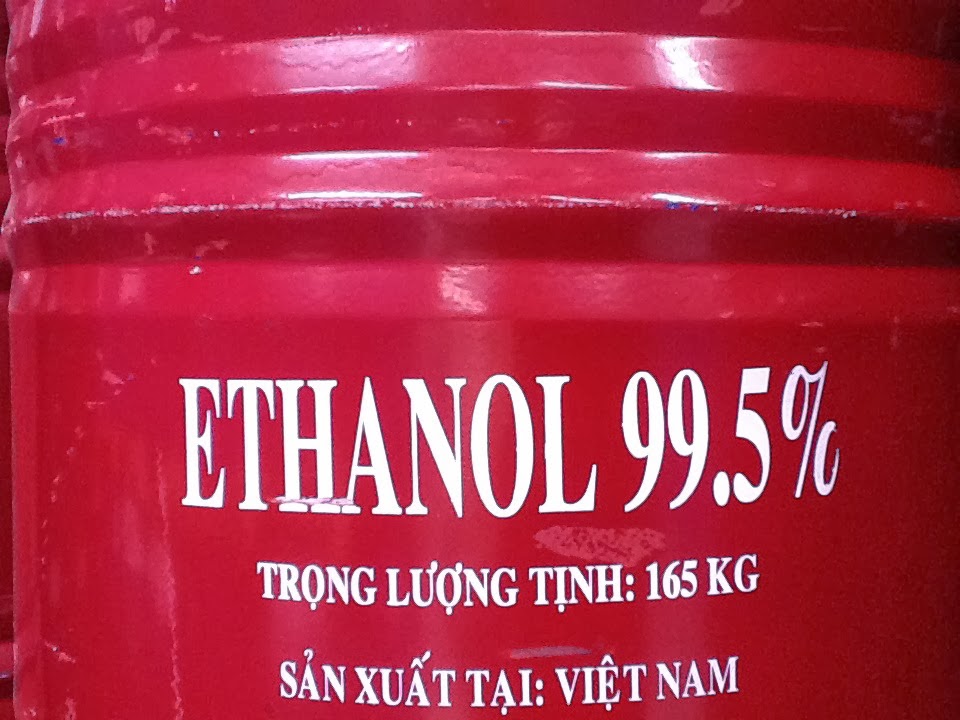 ETHANOL 99.5%
TRỌNG LƯỢNG TỊNH: 165 KG
SẢN XUẤT TẠI: VIỆT NAM